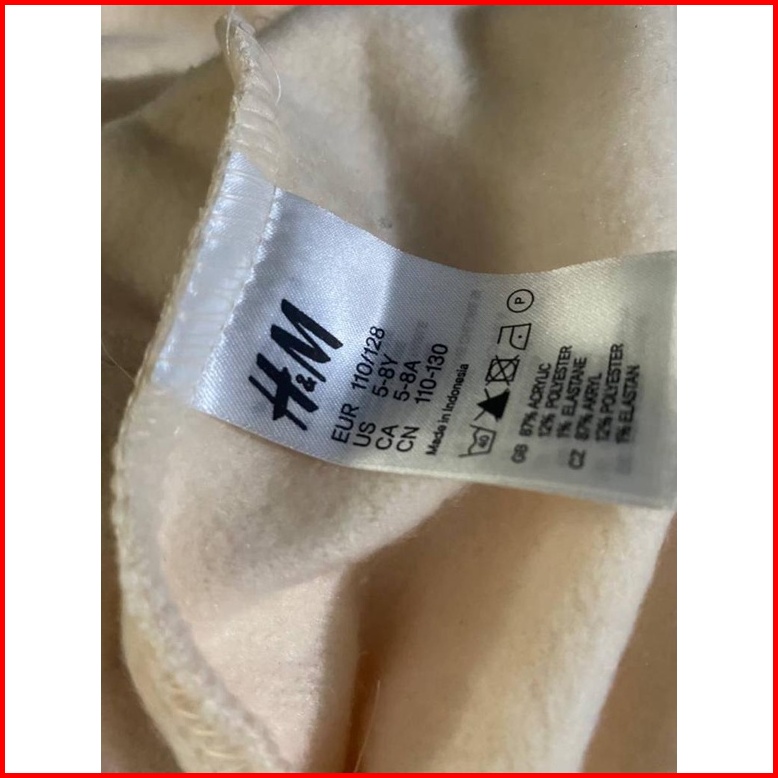 H&M
EUR 110/128
US 5-8Y
CA 5-8A
CN 110-130
Made in Indonesia
40
P
GB 87% ACRYLIC
12% POLYESTER
1% ELASTANE
CZ 87% AKRYL
12% POLYESTER
1% ELASTAN